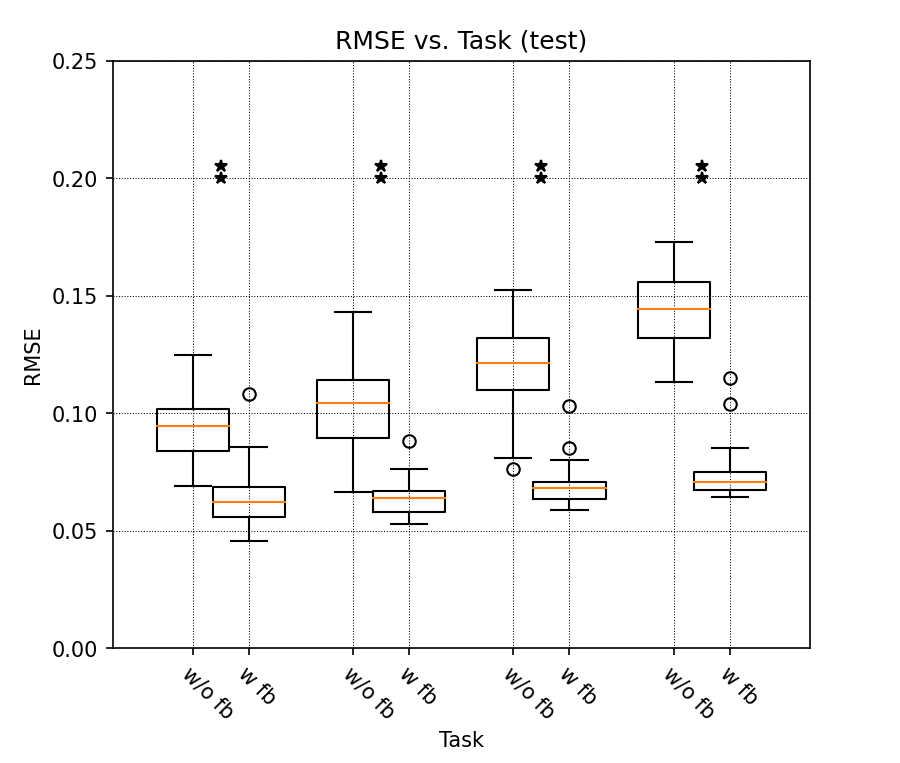 RMSE vs. Task (test)
0.25
0.20
0.15
0.10
0.05
0.00
RMSE
w/o fb
w fb
w/o fb
w fb
w/o fb
w fb
w/o fb
w fb
Task